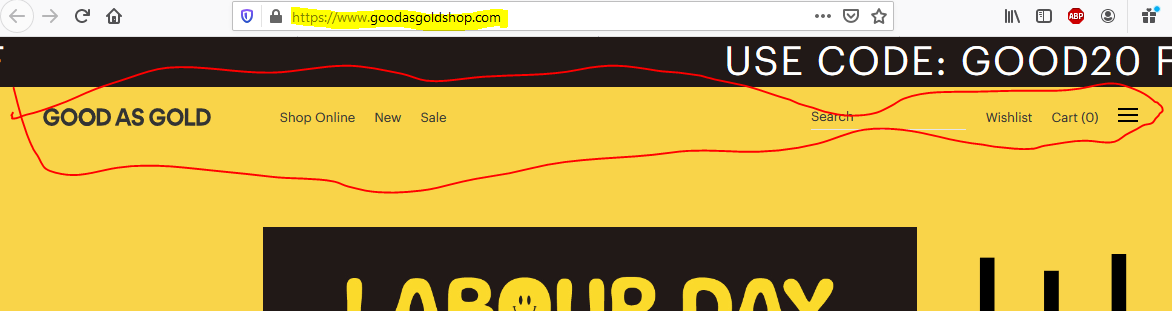 https://www.goodasgoldshop.com
ABP
USE CODE: GOOD20 F
GOOD AS GOLD Shop Online New Sale Search Wishlist Cart (0)
LABOUR DAY